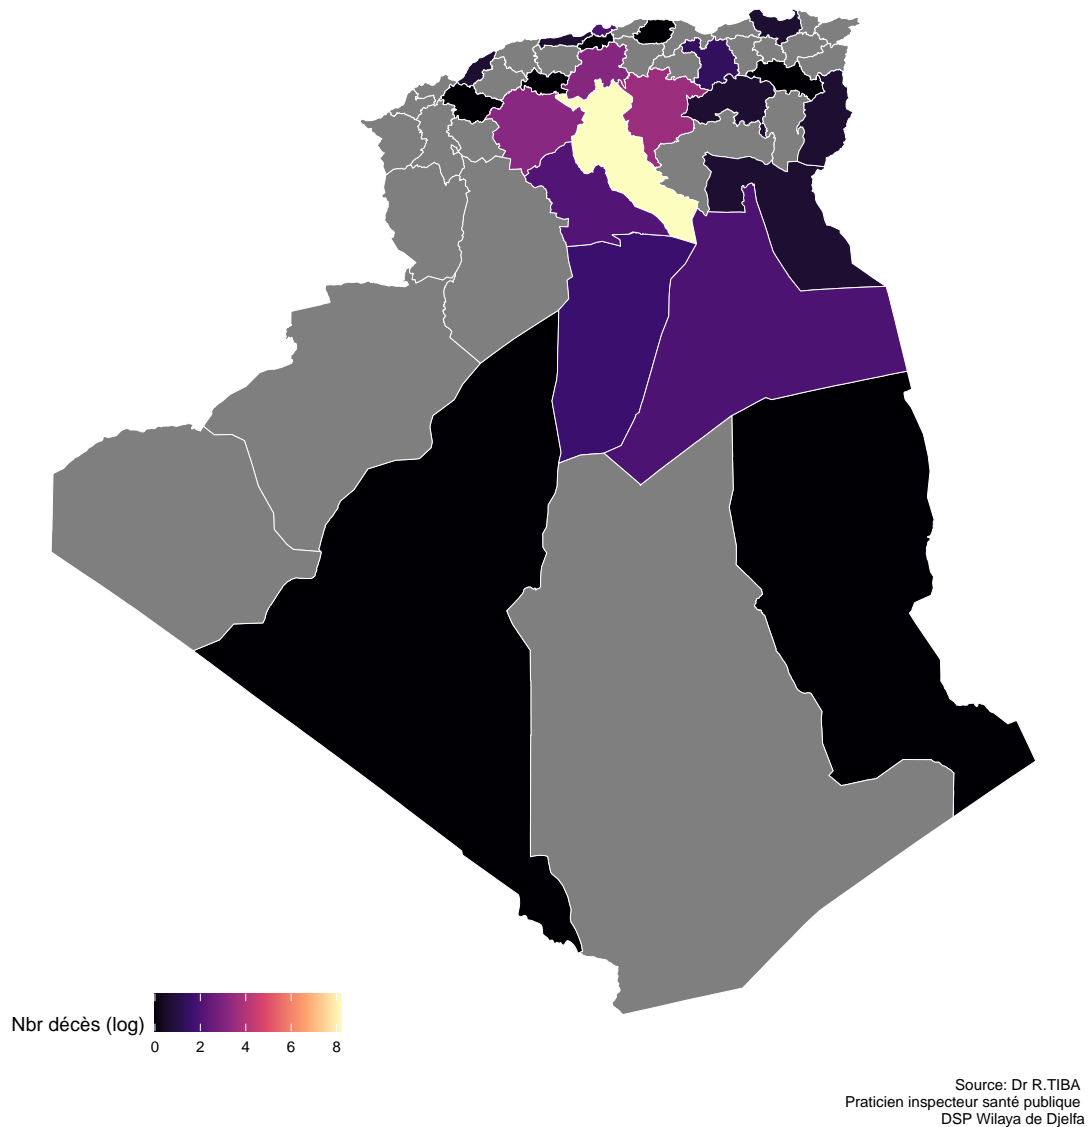 Nbr décès (log)
0 2 4 6 8
Source: Dr R.TIBA
Praticien inspecteur santé publique
DSP Wilaya de Djelfa